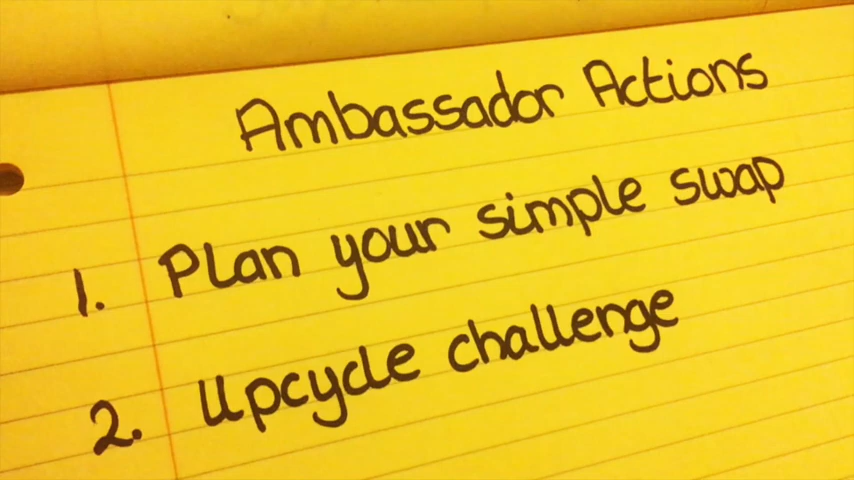 Ambassador Actions
1. Plan your simple swap
2. Upcycle challenge